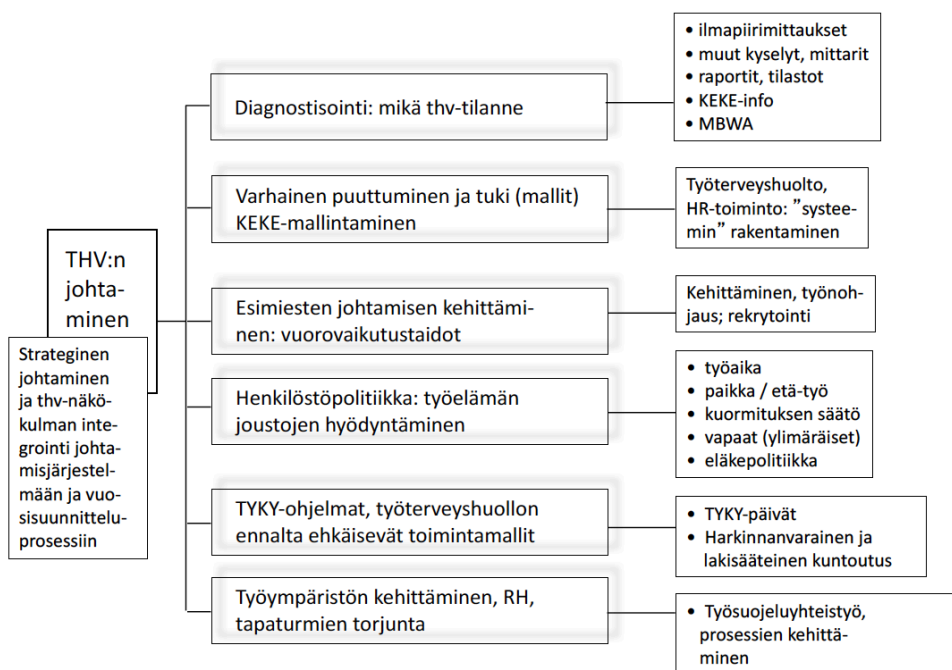 THV:n
johta-
minen
Strateginen
johtaminen
ja thv-näkö-
kulman inte-
grointi johta-
misjärjestel-
mään ja vuo-
sisuunnittelu-
prosessiin
Diagnostisointi: mikä thv-tilanne
• ilmapiirimittaukset
• muut kyselyt, mittarit
• raportit, tilastot
• KEKE-info
• MBWA
Varhainen puuttuminen ja tuki (mallit)
KEKE-mallintaminen
Työterveyshuolto,
HR-toiminto: ”systee-
min” rakentaminen
Esimiesten johtamisen kehittämi-
nen: vuorovaikutustaidot
Kehittäminen, työnoh-
jaus; rekrytointi
Henkilöstöpolitiikka: työelämän
joustojen hyödyntäminen
• työaika
• paikka / etä-työ
• kuormituksen säätö
• vapaat (ylimäräiset)
• eläkepolitiikka
TYKY-ohjelmat, työterveyshuollon
ennalta ehkäisevät toimintamallit
• TYKY-päivät
• Harkinnanvarainen ja
lakisääteinen kuntoutus
Työympäristön kehittäminen, RH,
tapaturmien torjunta
• Työsuojeluyhteistyö,
prosessien kehittä-
minen